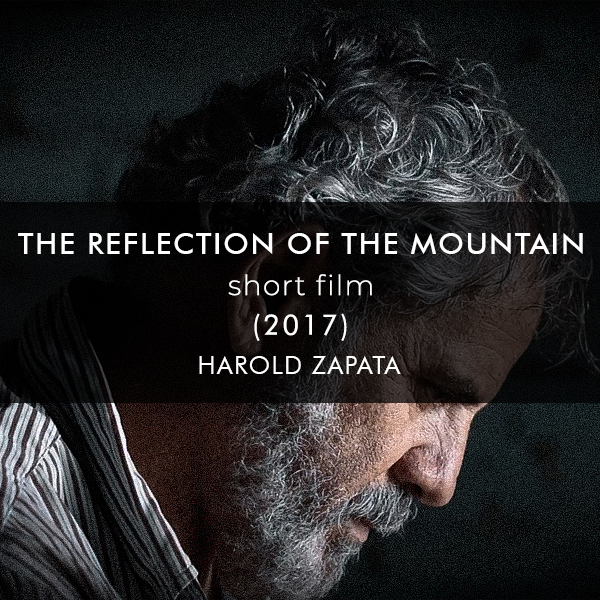 THE REFLECTION OF THE MOUNTAIN
short film
(2017)
HAROLD ZAPATA